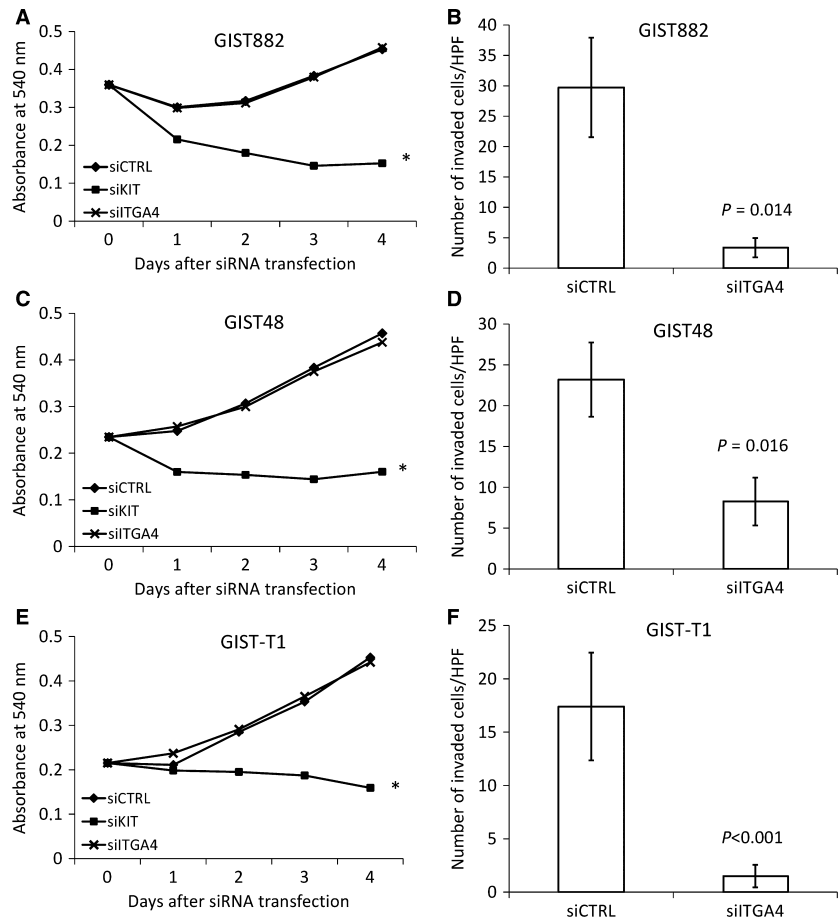 A
GIST882
Absorbance at 540 nm
0.5
0.4
0.3
0.2
0.1
0
siCTRL
siKIT
siITGA4
*
0 1 2 3 4
Days after siRNA transfection
B
GIST882
Number of invaded cells/HPF
40
35
30
25
20
15
10
5
0
P = 0.014
siCTRL siITGA4
C
GIST48
Absorbance at 540 nm
0.5
0.4
0.3
0.2
0.1
0
siCTRL
siKIT
siITGA4
*
0 1 2 3 4
Days after siRNA transfection
D
GIST48
Number of invaded cells/HPF
30
25
20
15
10
5
0
P = 0.016
siCTRL siITGA4
E
GIST-T1
Absorbance at 540 nm
0.5
0.4
0.3
0.2
0.1
0
siCTRL
siKIT
siITGA4
*
0 1 2 3 4
Days after siRNA transfection
F
GIST-T1
Number of invaded cells/HPF
25
20
15
10
5
0
P<0.001
siCTRL siITGA4